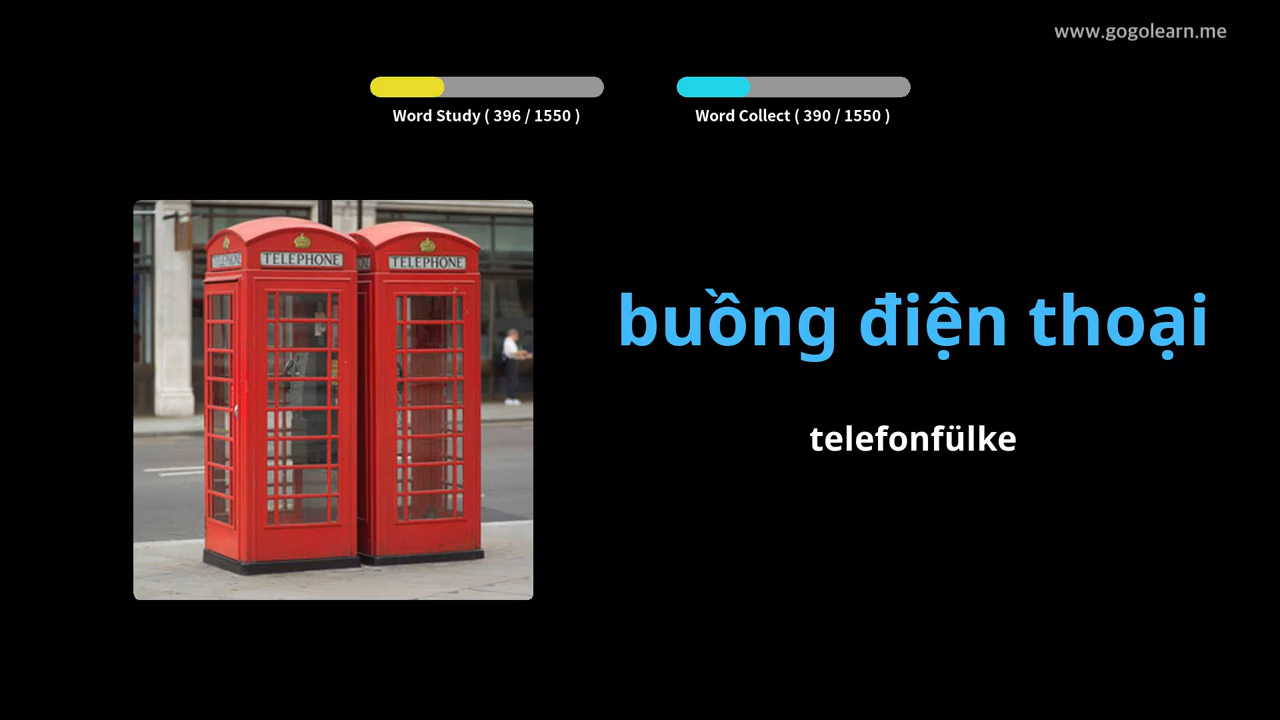 www.gogolearn.me
Word Study ( 396 / 1550 )
Word Collect ( 390 / 1550 )
TELEPHONE
TELEPHONE
buồng điện thoại
telefonfülke